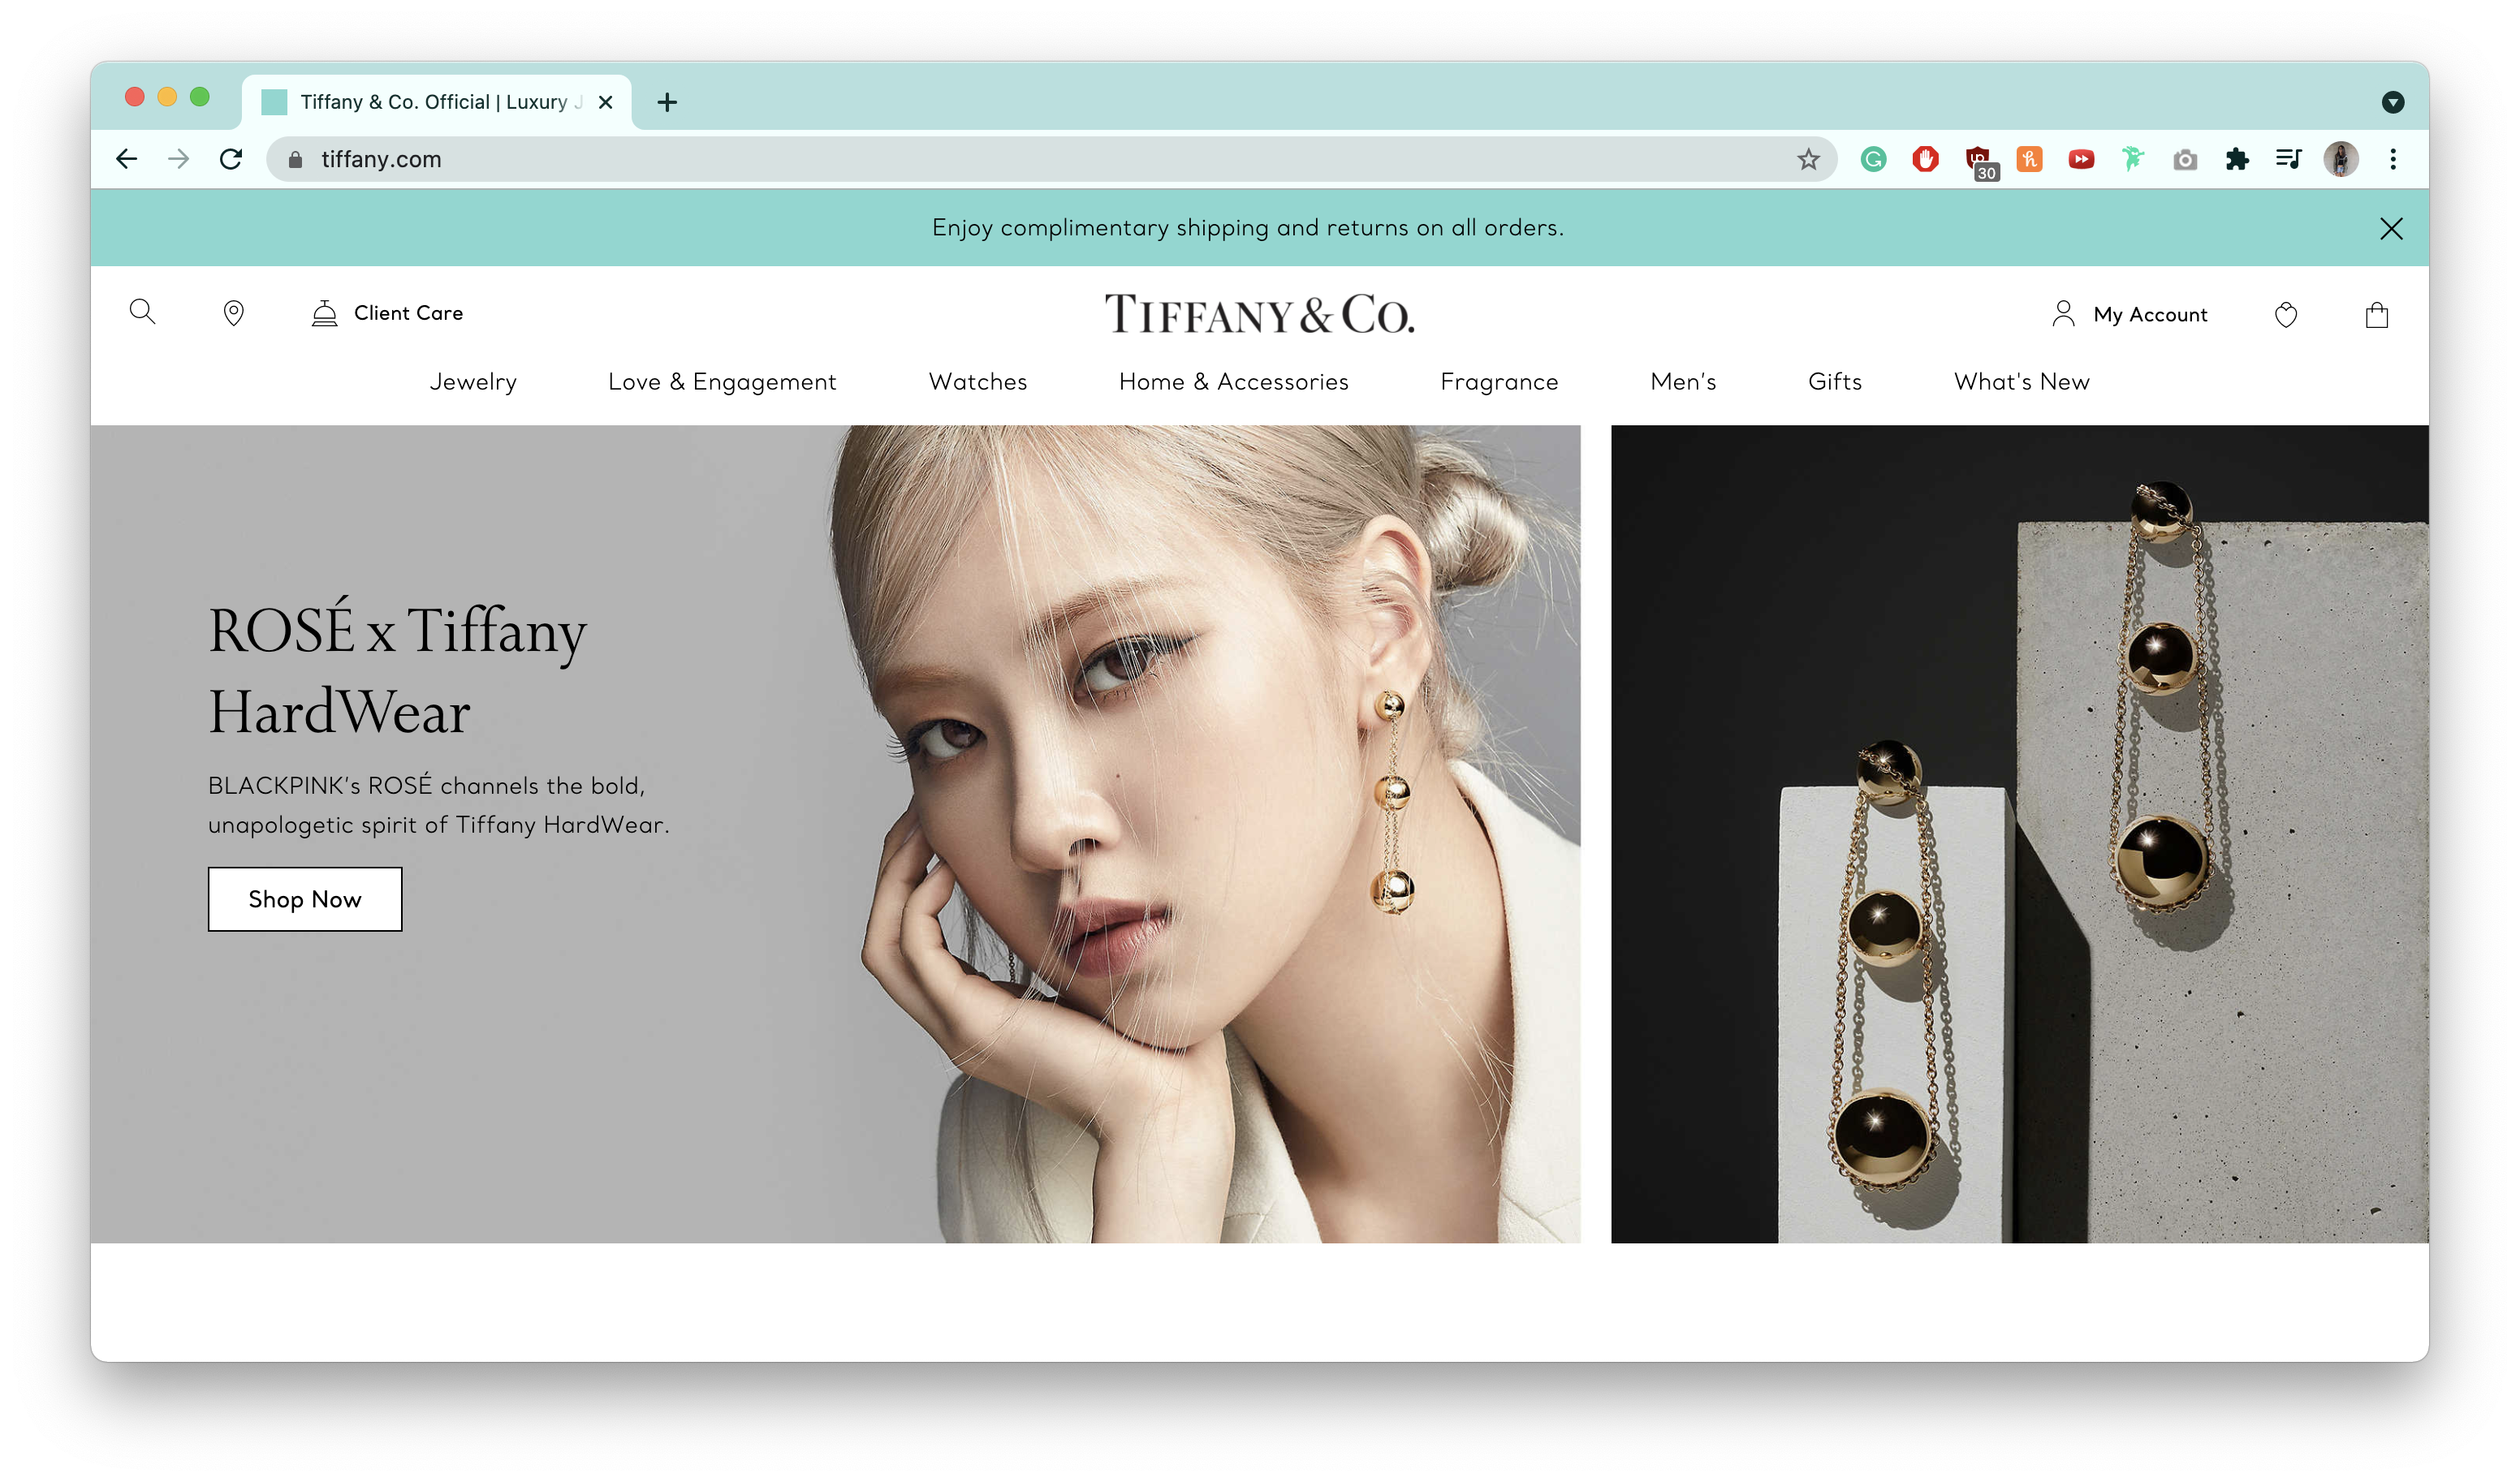 Tiffany & Co. Official | Luxury J
tiffany.com
30
Enjoy complimentary shipping and returns on all orders.
Client Care
TIFFANY & CO.
My Account
Jewelry Love & Engagement Watches Home & Accessories Fragrance Men's Gifts What's New
ROSÉ x Tiffany
HardWear
BLACKPINK's ROSÉ channels the bold,
unapologetic spirit of Tiffany HardWear.
Shop Now